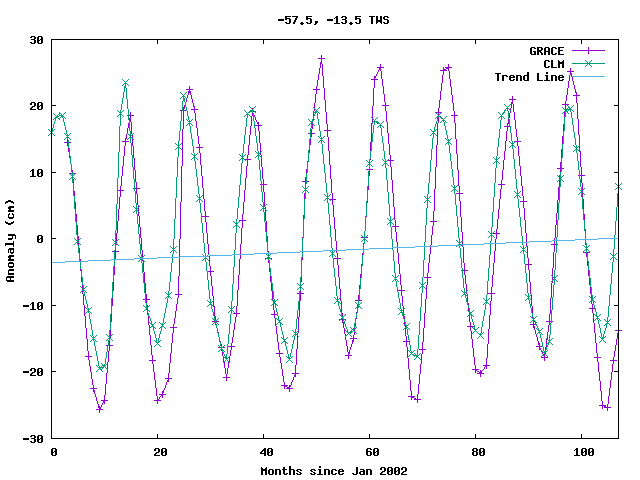 -57.5, -13.5 TWS
GRACE
CLM
Trend Line
30
20
10
0
-10
-20
-30
Anomaly (cm)
0 20 40 60 80 100
Months since Jan 2002